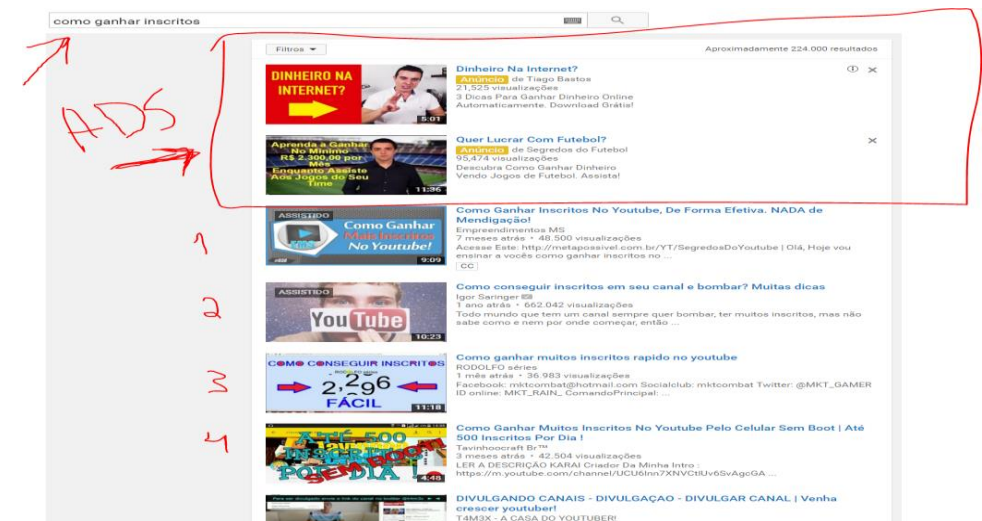 como ganhar inscritos
Filtros
Aproximadamente 224.000 resultados
ADS
DINHEIRO NA
INTERNET?
5:01
Dinheiro Na Internet?
Anúncio de Tiago Bastos
21,525 visualizações
3 Dicas Para Ganhar Dinheiro Online
Automaticamente. Download Grátis!
Aprenda a Ganhar
No Mínimo
R$ 2.300,00 por
Mês
Enquanto Assiste
Aos Jogos do Seu
Time
11:36
Quer Lucrar Com Futebol?
Anúncio de Segredos do Futebol
95,474 visualizações
Descubra Como Ganhar Dinheiro
Vendo Jogos de Futebol. Assista!
1
ASSISTIDO
Como Ganhar
Mais Inscritos
No Youtube!
9:09
Como Ganhar Inscritos No Youtube, De Forma Efetiva. NADA de
Mendigação!
Empreendimentos MS
7 meses atrás • 48.500 visualizações
Acesse Este: http://metapossivel.com.br/YT/SegredosDoYoutube | Olá, Hoje vou
ensinar a vocês como ganhar inscritos no ...
CC
2
ASSISTIDO
YouTube
10:23
Como conseguir inscritos em seu canal e bombar? Muitas dicas
Igor Saringer
1 ano atrás • 662.042 visualizações
Todo mundo que tem um canal sempre quer bombar, ter muitos inscritos, mas não
sabe como e nem por onde começar, então ...
3
COMO CONSEGUIR INSCRITOS
2,296
FÁCIL
11:18
Como ganhar muitos inscritos rapido no youtube
RODOLFO séries
1 mês atrás • 36.983 visualizações
Facebook: mktcombat@hotmail.com Socialclub: mktcombat Twitter: @MKT_GAMER
ID online: MKT_RAIN_ ComandoPrincipal: ...
4
ATÉ 500
INSCRITOS
POR DIA!
SEM BOOT!
4:48
Como Ganhar Muitos Inscritos No Youtube Pelo Celular Sem Boot | Até
500 Inscritos Por Dia !
Tavinhoocraft Br™
3 meses atrás • 42.504 visualizações
LER A DESCRIÇÃO KARAI Criador Da Minha Intro :
DIVULGANDO CANAIS - DIVULGAÇAO - DIVULGAR CANAL | Venha
crescer youtuber!
T4M3X - A CASA DO YOUTUBER!